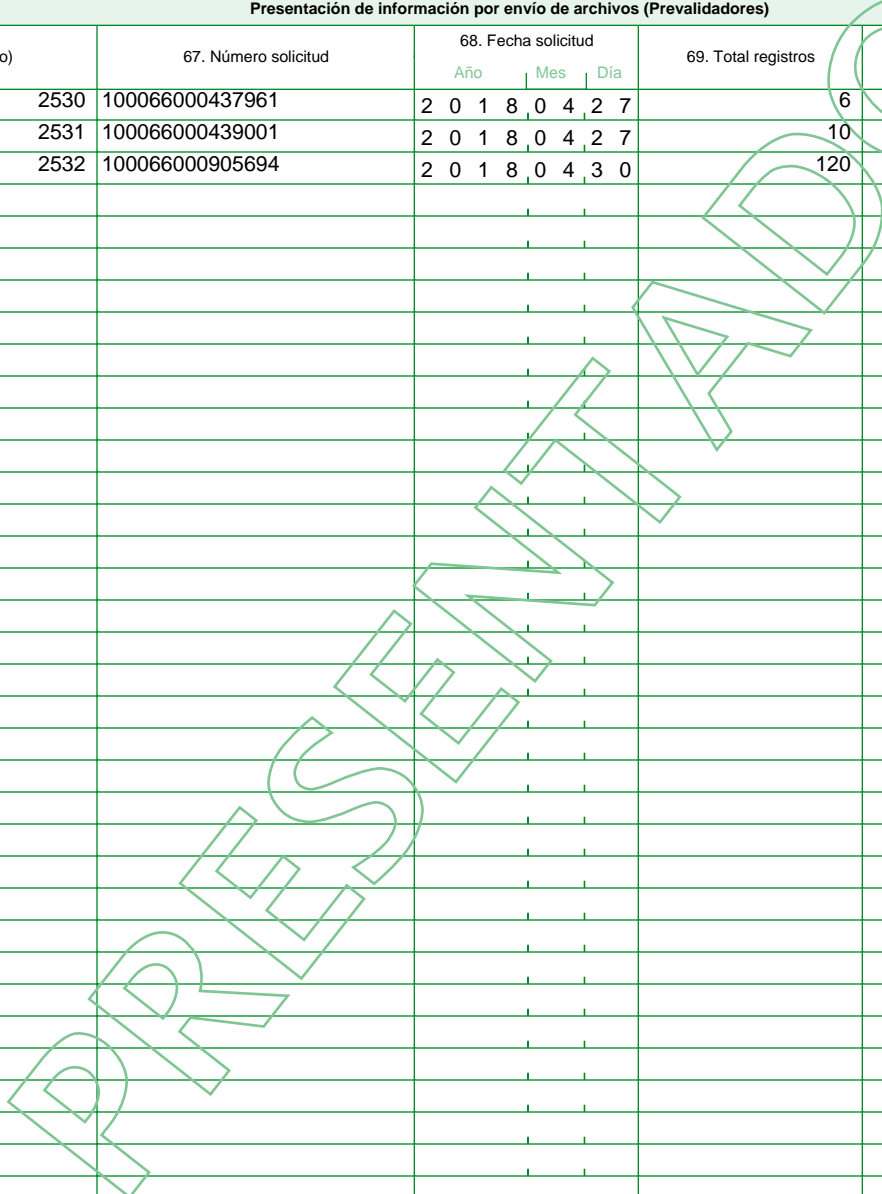 Presentación de información por envío de archivos (Prevalidadores)
o) 67. Número solicitud 68. Fecha solicitud 69. Total registros
Año Mes Día
2530 100066000437961 2 0 1 8 0 4 2 7 6
2531 100066000439001 2 0 1 8 0 4 2 7 10
2532 100066000905694 2 0 1 8 0 4 3 0 120
PRESENTADO